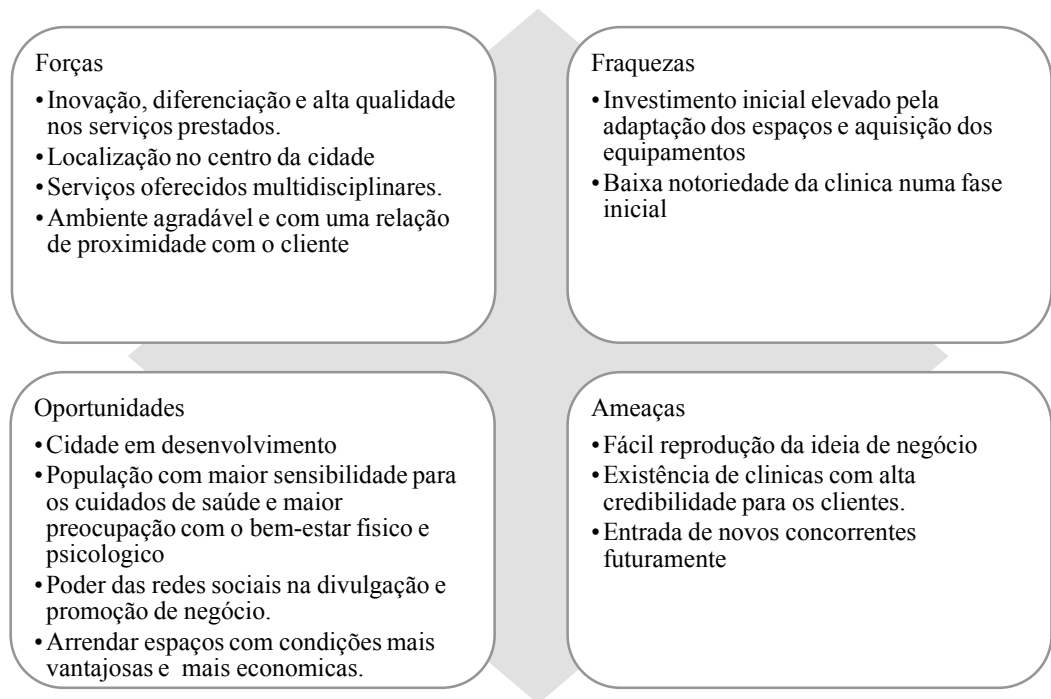 Forças
•Inovação, diferenciação e alta qualidade
nos serviços prestados.
•Localização no centro da cidade
•Serviços oferecidos multidisciplinares.
•Ambiente agradável e com uma relação
de proximidade com o cliente
Fraquezas
•Investimento inicial elevado pela
adaptação dos espaços e aquisição dos
equipamentos
•Baixa notoriedade da clinica numa fase
inicial
Oportunidades
•Cidade em desenvolvimento
•População com maior sensibilidade para
os cuidados de saúde e maior
preocupação com o bem-estar fisico e
psicologico
•Poder das redes sociais na divulgação e
promoção de negócio.
•Arrendar espaços com condições mais
vantajosas e  mais economicas.
Ameaças
•Fácil reprodução da ideia de negócio
•Existência de clinicas com alta
credibilidade para os clientes.
•Entrada de novos concorrentes
futuramente